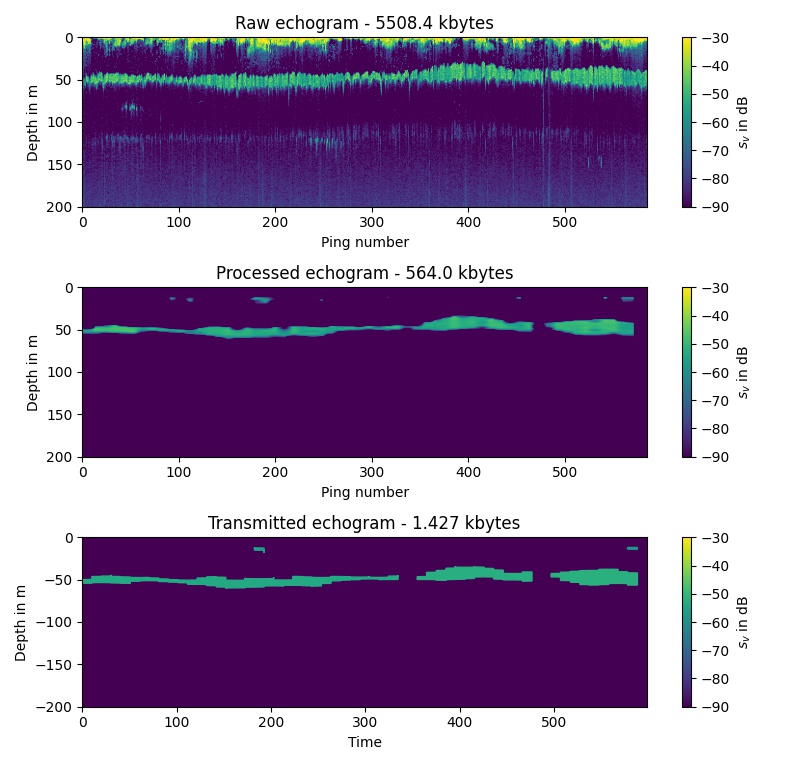 Raw echogram - 5508.4 kbytes
0
50
100
150
200
Depth in m
0 100 200 300 400 500
Ping number
−30
−40
−50
−60
−70
−80
−90
sv in dB
Processed echogram - 564.0 kbytes
0
50
100
150
200
Depth in m
0 100 200 300 400 500
Ping number
−30
−40
−50
−60
−70
−80
−90
sv in dB
Transmitted echogram - 1.427 kbytes
0
−50
−100
−150
−200
Depth in m
0 100 200 300 400 500
Time
−30
−40
−50
−60
−70
−80
−90
sv in dB